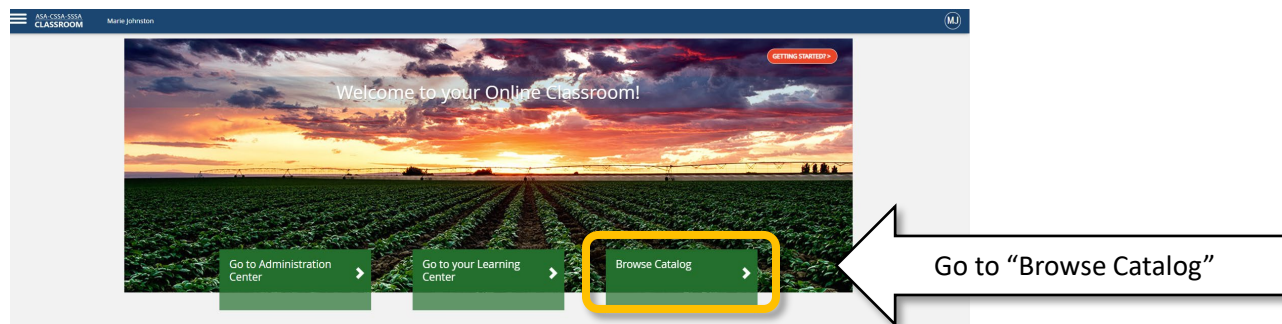 ASA-CSSA-SSSA
CLASSROOM
Marie Johnston
MJ
GETTING STARTED? >
Welcome to your Online Classroom!
Go to Administration
Center
Go to your Learning
Center
Browse Catalog
Go to “Browse Catalog”